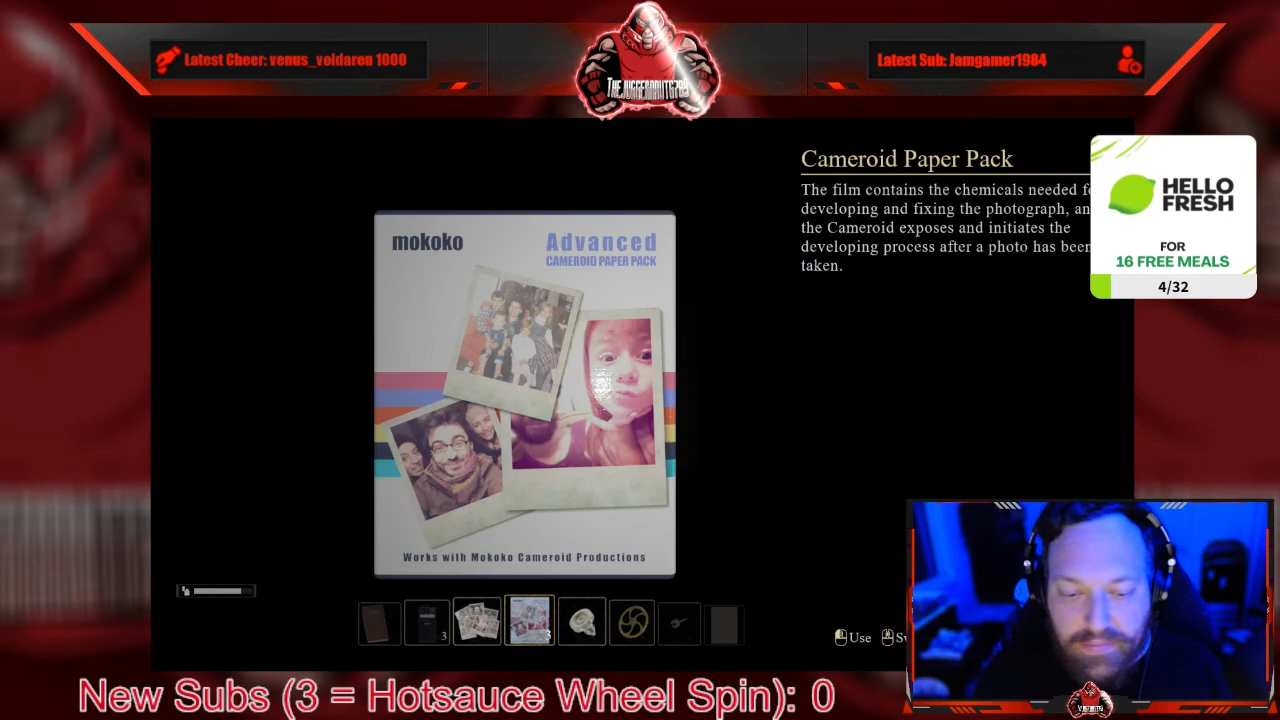 Latest Cheer: venus_voldaren 1000
Latest Sub: Jamgamer1984
Cameroid Paper Pack
The film contains the chemicals needed f
developing and fixing the photograph, an
the Cameroid exposes and initiates the
developing process after a photo has been
taken.
HELLO
FRESH
FOR
16 FREE MEALS
4/32
mokoko
Advanced
CAMEROID PAPER PACK
Works with Mokoko Cameroid Productions
3
3
Use
New Subs (3 = Hotsauce Wheel Spin): 0